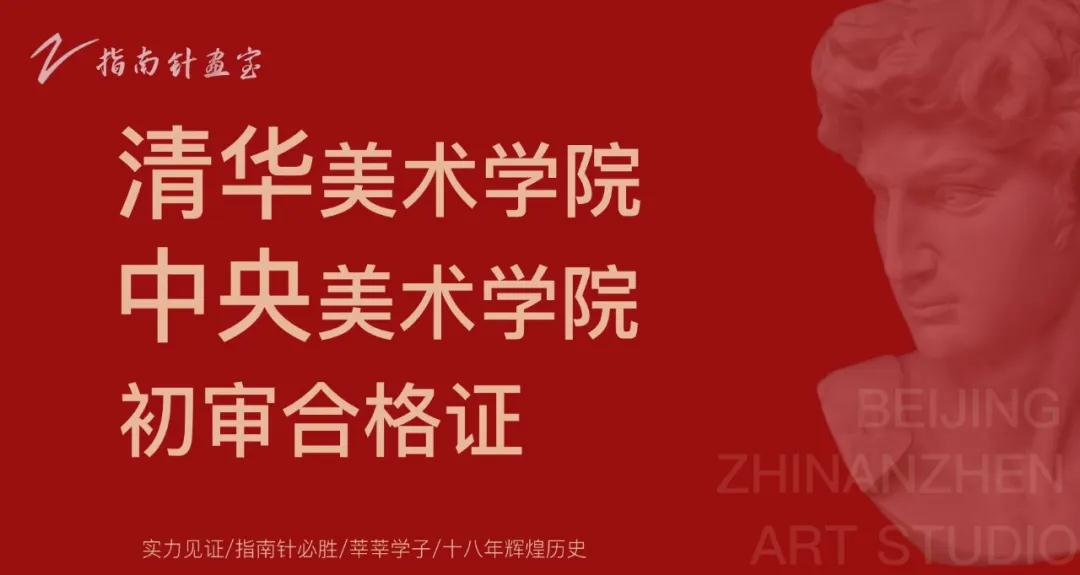 指南针画室
清华美术学院
中央美术学院
初审合格证
BEIJING
ZHINANZHEN
ART STUDIO
实力见证/指南针必胜/莘莘学子/十八年辉煌历史